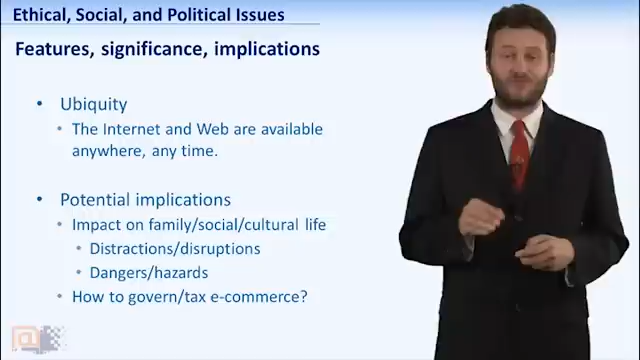 Ethical, Social, and Political Issues
Features, significance, implications
• Ubiquity
• The Internet and Web are available
anywhere, any time.
• Potential implications
• Impact on family/social/cultural life
• Distractions/disruptions
• Dangers/hazards
• How to govern/tax e-commerce?
@